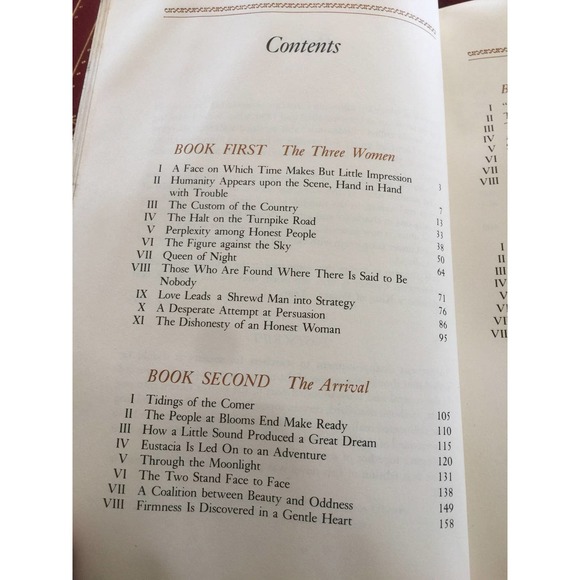 Contents
BOOK FIRST The Three Women
I A Face on Which Time Makes But Little Impression 3
II Humanity Appears upon the Scene, Hand in Hand
with Trouble 7
III The Custom of the Country 13
IV The Halt on the Turnpike Road 33
V Perplexity among Honest People 38
VI The Figure against the Sky 50
VII Queen of Night 64
VIII Those Who Are Found Where There Is Said to Be
Nobody 71
IX Love Leads a Shrewd Man into Strategy 76
X A Desperate Attempt at Persuasion 86
XI The Dishonesty of an Honest Woman 95
BOOK SECOND The Arrival
I Tidings of the Comer 105
II The People at Blooms End Make Ready 110
III How a Little Sound Produced a Great Dream 115
IV Eustacia Is Led On to an Adventure 120
V Through the Moonlight 131
VI The Two Stand Face to Face 138
VII A Coalition between Beauty and Oddness 149
VIII Firmness Is Discovered in a Gentle Heart 158